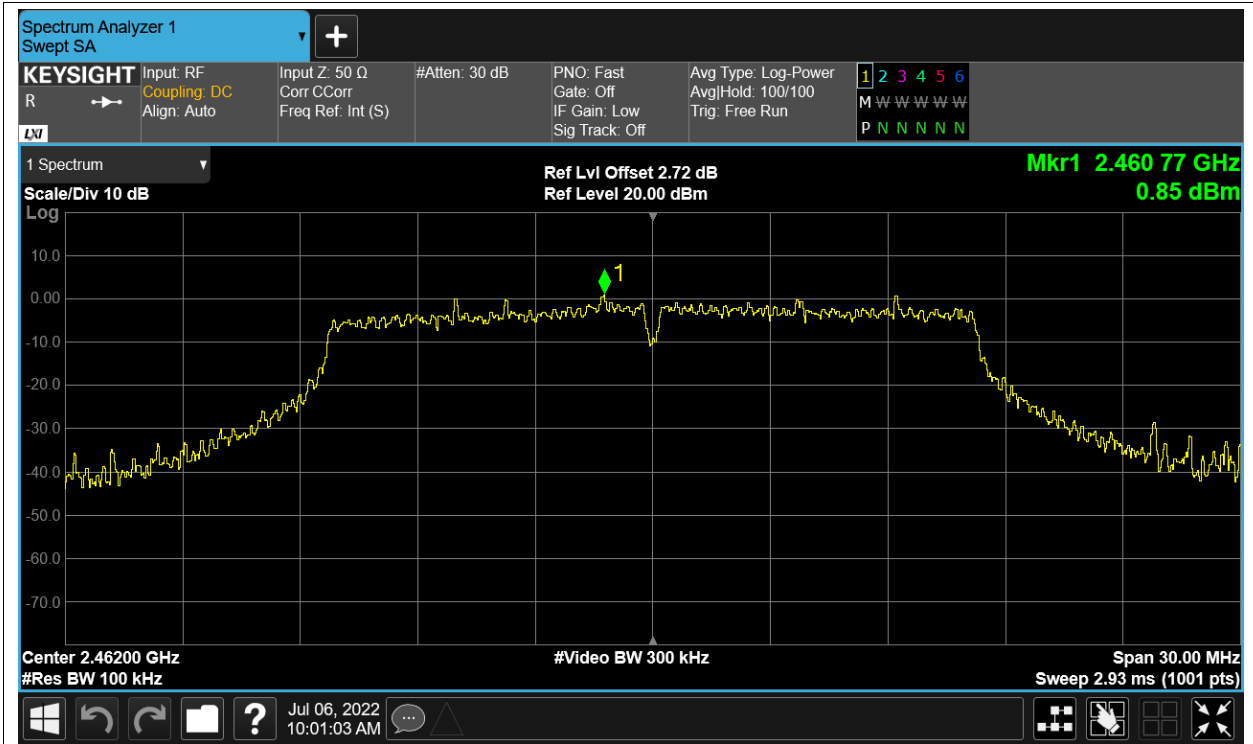 Spectrum Analyzer 1
Swept SA
KEYSIGHT
R
LXI
Input: RF
Coupling: DC
Align: Auto
Input Z: 50 Ω
Corr CCorr
Freq Ref: Int (S)
#Atten: 30 dB
PNO: Fast
Gate: Off
IF Gain: Low
Sig Track: Off
Avg Type: Log-Power
Avg|Hold: 100/100
Trig: Free Run
1 2 3 4 5 6
M W W W W W
P N N N N N
1 Spectrum
Scale/Div 10 dB
Ref Lvl Offset 2.72 dB
Ref Level 20.00 dBm
Mkr1 2.460 77 GHz
0.85 dBm
Log
10.0
0.00
-10.0
-20.0
-30.0
-40.0
-50.0
-60.0
-70.0
1
Center 2.46200 GHz
#Video BW 300 kHz
Span 30.00 MHz
#Res BW 100 kHz
Sweep 2.93 ms (1001 pts)
?
Jul 06, 2022
10:01:03 AM